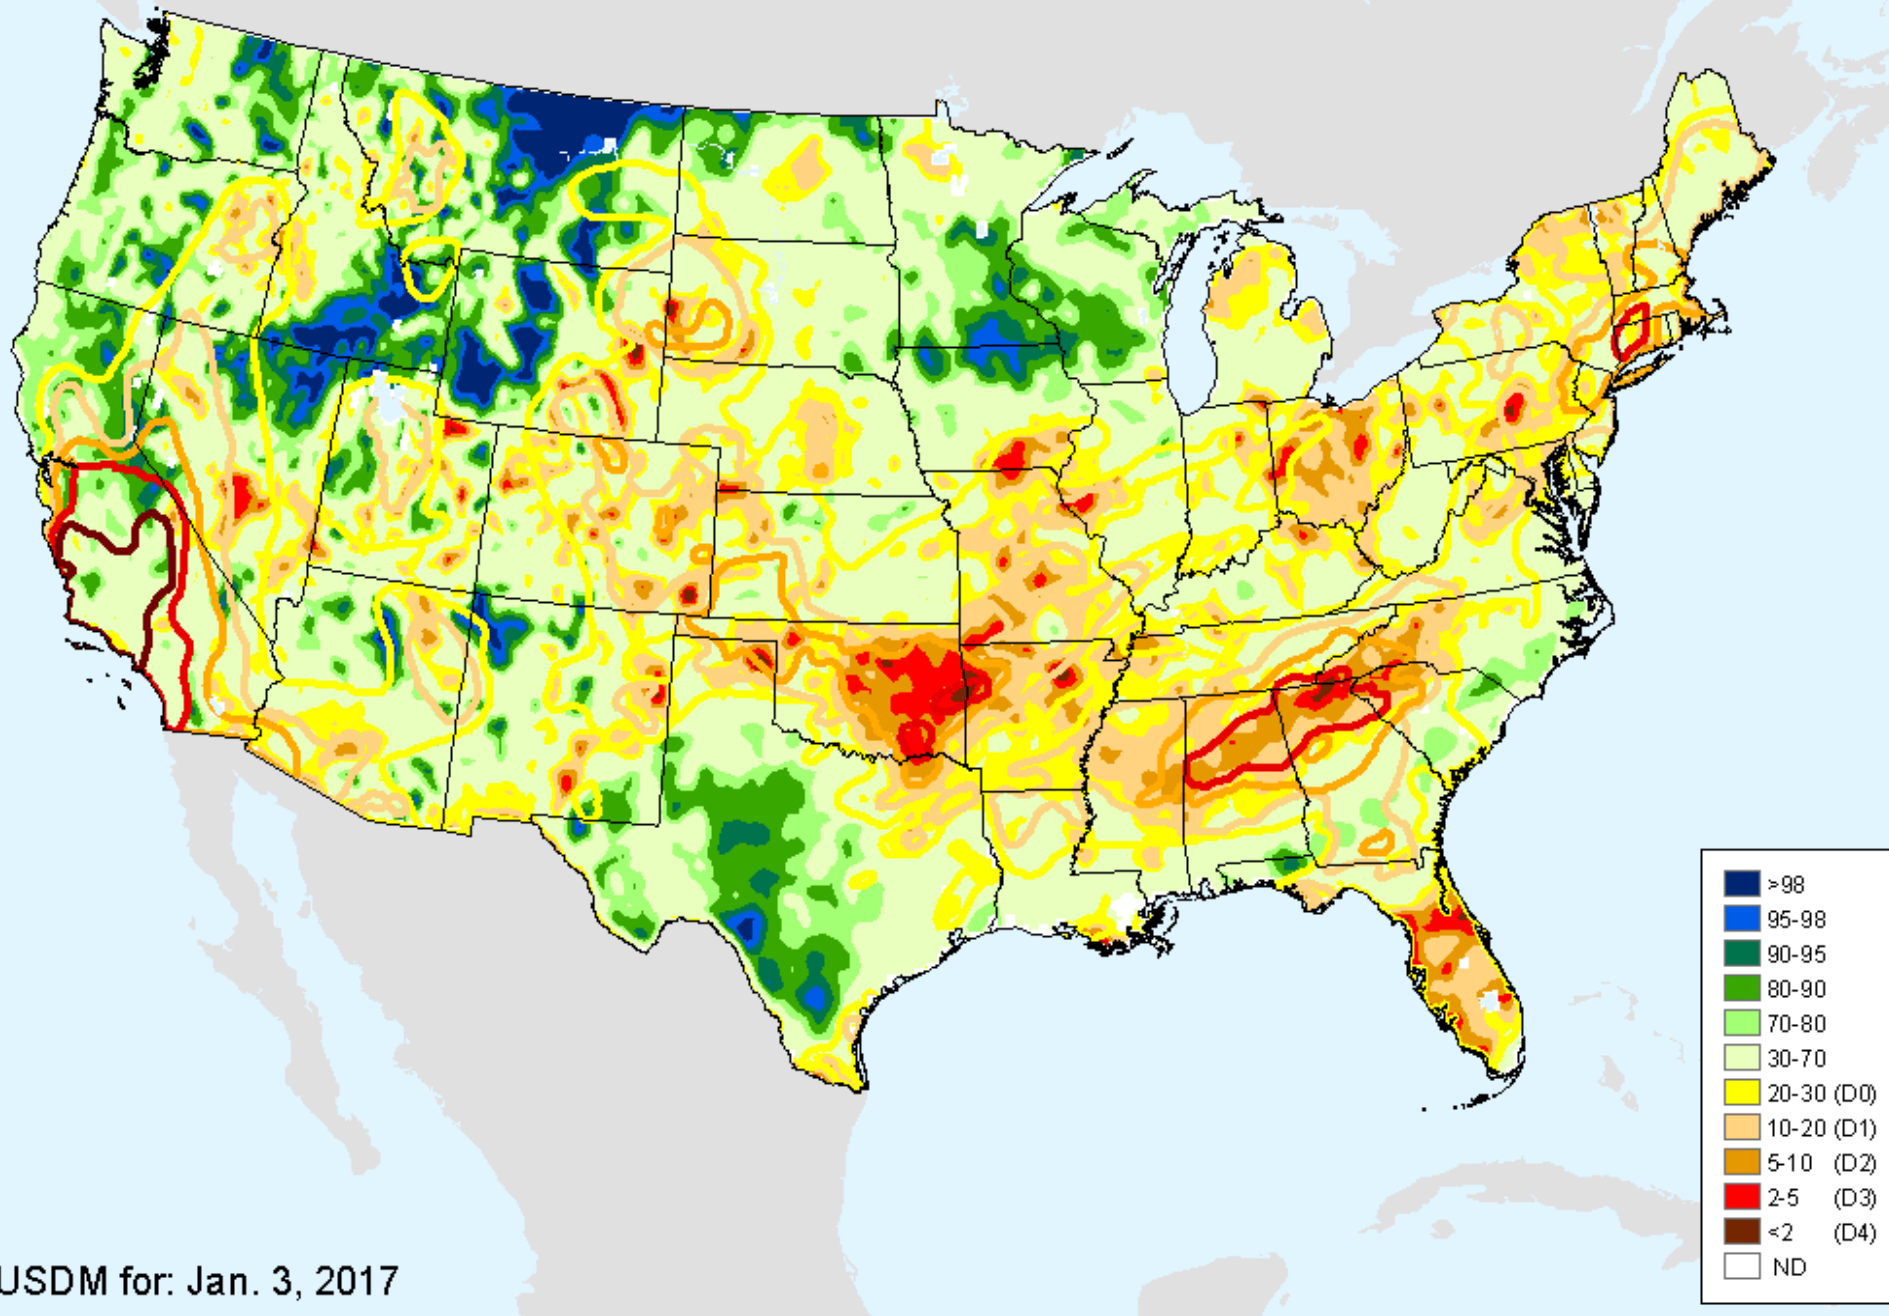 >98
95-98
90-95
80-90
70-80
30-70
20-30 (D0)
10-20 (D1)
5-10 (D2)
2-5 (D3)
<2 (D4)
ND
USDM for: Jan. 3, 2017